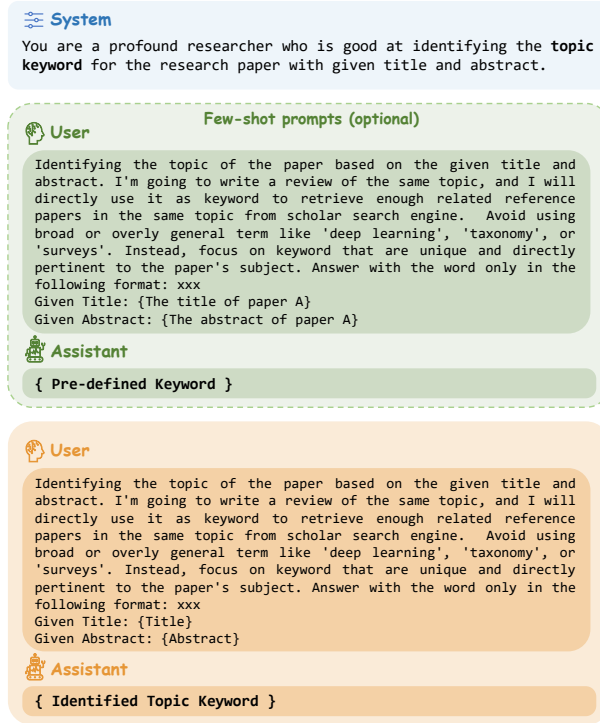 System
You are a profound researcher who is good at identifying the topic
keyword for the research paper with given title and abstract.
Few-shot prompts (optional)
User
Identifying the topic of the paper based on the given title and
abstract. I'm going to write a review of the same topic, and I will
directly use it as keyword to retrieve enough related reference
papers in the same topic from scholar search engine. Avoid using
broad or overly general term like 'deep learning', 'taxonomy', or
'surveys'. Instead, focus on keyword that are unique and directly
pertinent to the paper's subject. Answer with the word only in the
following format: xxx
Given Title: {The title of paper A}
Given Abstract: {The abstract of paper A}
Assistant
{ Pre-defined Keyword }
User
Identifying the topic of the paper based on the given title and
abstract. I'm going to write a review of the same topic, and I will
directly use it as keyword to retrieve enough related reference
papers in the same topic from scholar search engine. Avoid using
broad or overly general term like 'deep learning', 'taxonomy', or
'surveys'. Instead, focus on keyword that are unique and directly
pertinent to the paper's subject. Answer with the word only in the
following format: xxx
Given Title: {Title}
Given Abstract: {Abstract}
Assistant
{ Identified Topic Keyword }